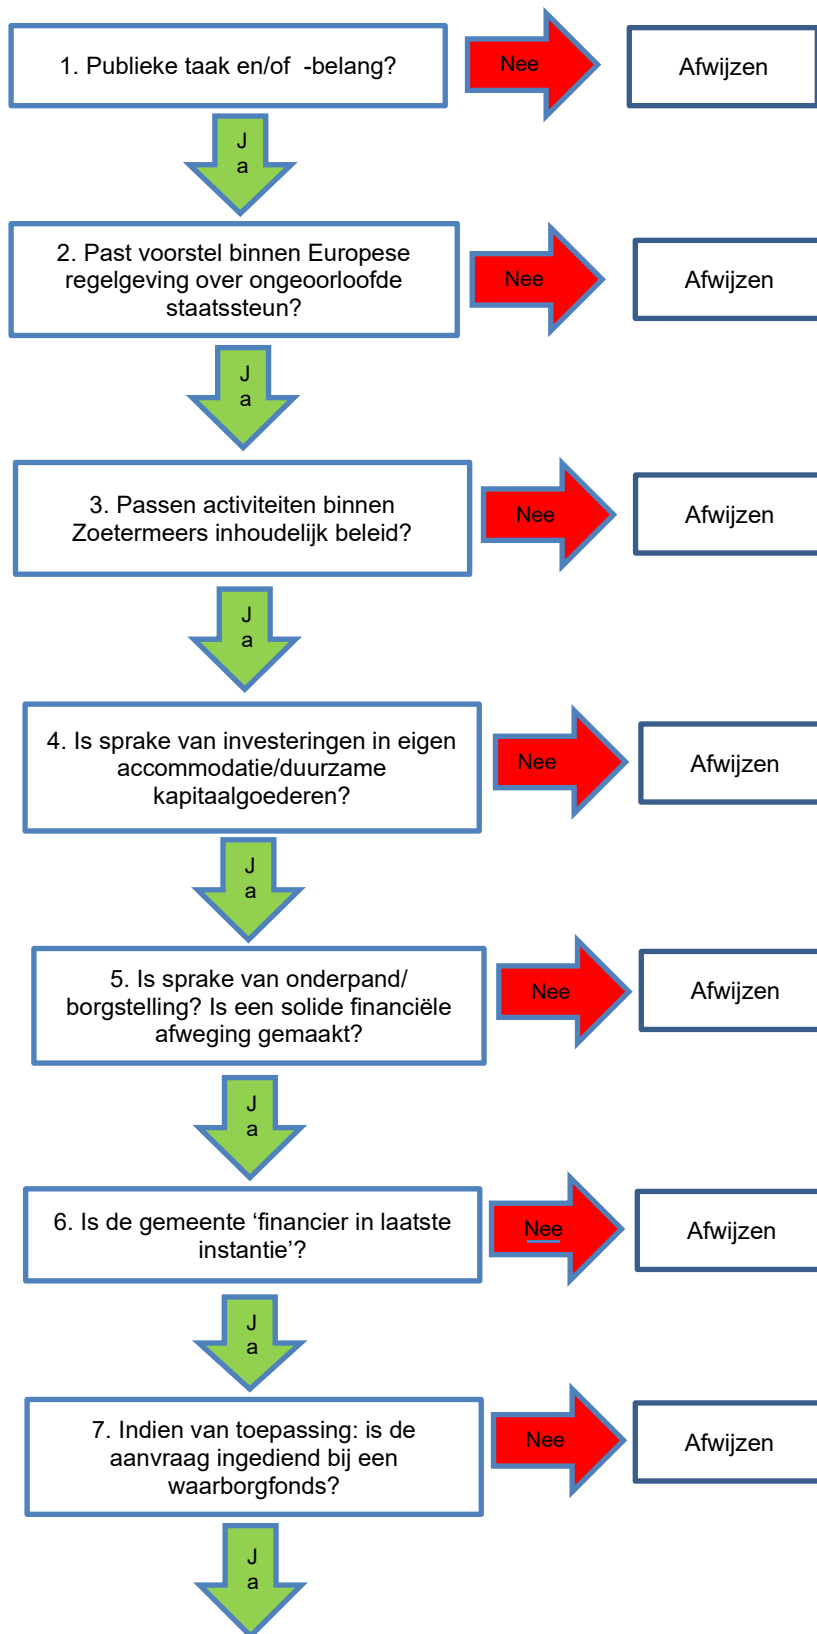 1. Publieke taak en/of -belang?
Nee
Afwijzen
J
a
2. Past voorstel binnen Europese
regelgeving over ongeoorloofde
staatssteun?
Nee
Afwijzen
J
a
3. Passen activiteiten binnen
Zoetermeers inhoudelijk beleid?
Nee
Afwijzen
J
a
4. Is sprake van investeringen in eigen
accommodatie/duurzame
kapitaalgoederen?
Nee
Afwijzen
J
a
5. Is sprake van onderpand/
borgstelling? Is een solide financiële
afweging gemaakt?
Nee
Afwijzen
J
a
6. Is de gemeente ‘financier in laatste
instantie’?
Nee
Afwijzen
J
a
7. Indien van toepassing: is de
aanvraag ingediend bij een
waarborgfonds?
Nee
Afwijzen
J
a